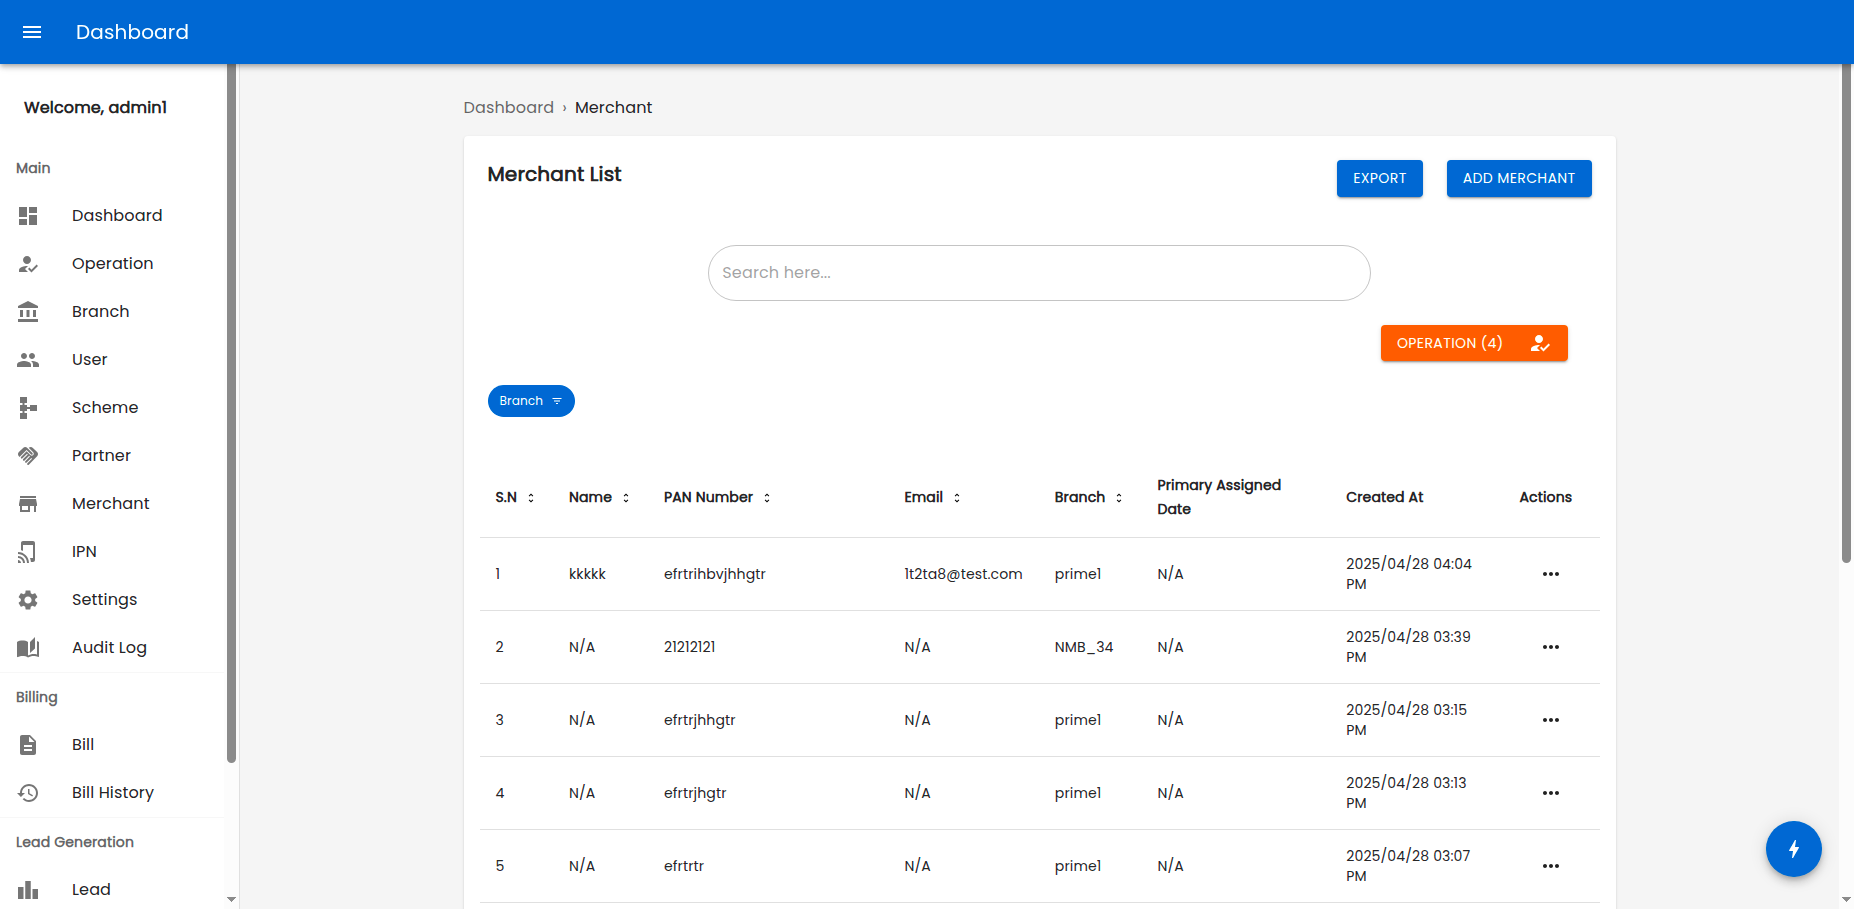 Dashboard
Welcome, admin1
Main
Dashboard
Operation
Branch
User
Scheme
Partner
Merchant
IPN
Settings
Audit Log
Billing
Bill
Bill History
Lead Generation
Lead
Dashboard › Merchant
Merchant List
EXPORT
ADD MERCHANT
Search here...
OPERATION (4)
Branch
S.N Name PAN Number Email Branch Primary Assigned Date Created At Actions
1 kkkkk efrtrihbvjhhgtr 1t2ta8@test.com prime1 N/A 2025/04/28 04:04 PM
2 N/A 21212121 N/A NMB_34 N/A 2025/04/28 03:39 PM
3 N/A efrtrjhhgtr N/A prime1 N/A 2025/04/28 03:15 PM
4 N/A efrtrjhgtr N/A prime1 N/A 2025/04/28 03:13 PM
5 N/A efrtrtr N/A prime1 N/A 2025/04/28 03:07 PM